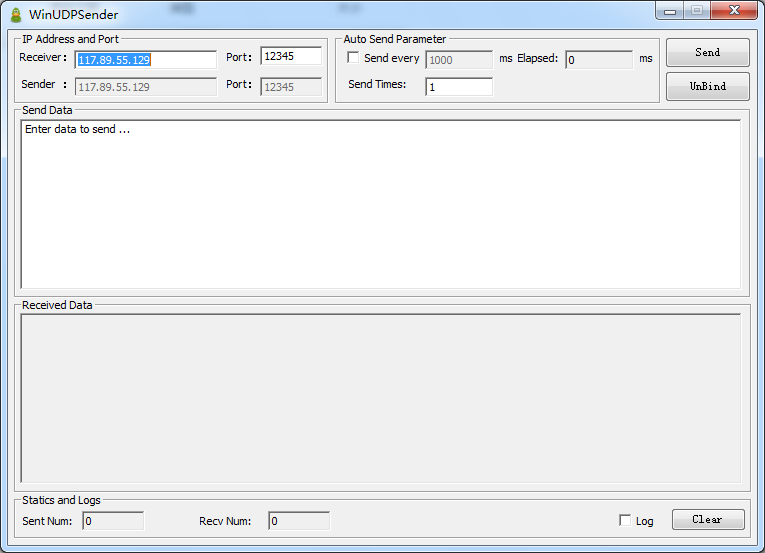 WinUDPSender
IP Address and Port
Receiver: 117.89.55.129 Port: 12345
Sender : 117.89.55.129 Port: 12345
Auto Send Parameter
Send every 1000 ms Elapsed: 0 ms
Send Times: 1
Send
UnBind
Send Data
Enter data to send ...
Received Data
Statics and Logs
Sent Num: 0 Recv Num: 0 Log Clear